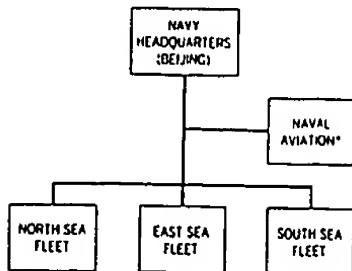 NAVY
HEADQUARTERS
(BEIJING)
NAVAL
AVIATION*
NORTH SEA
FLEET
EAST SEA
FLEET
SOUTH SEA
FLEET